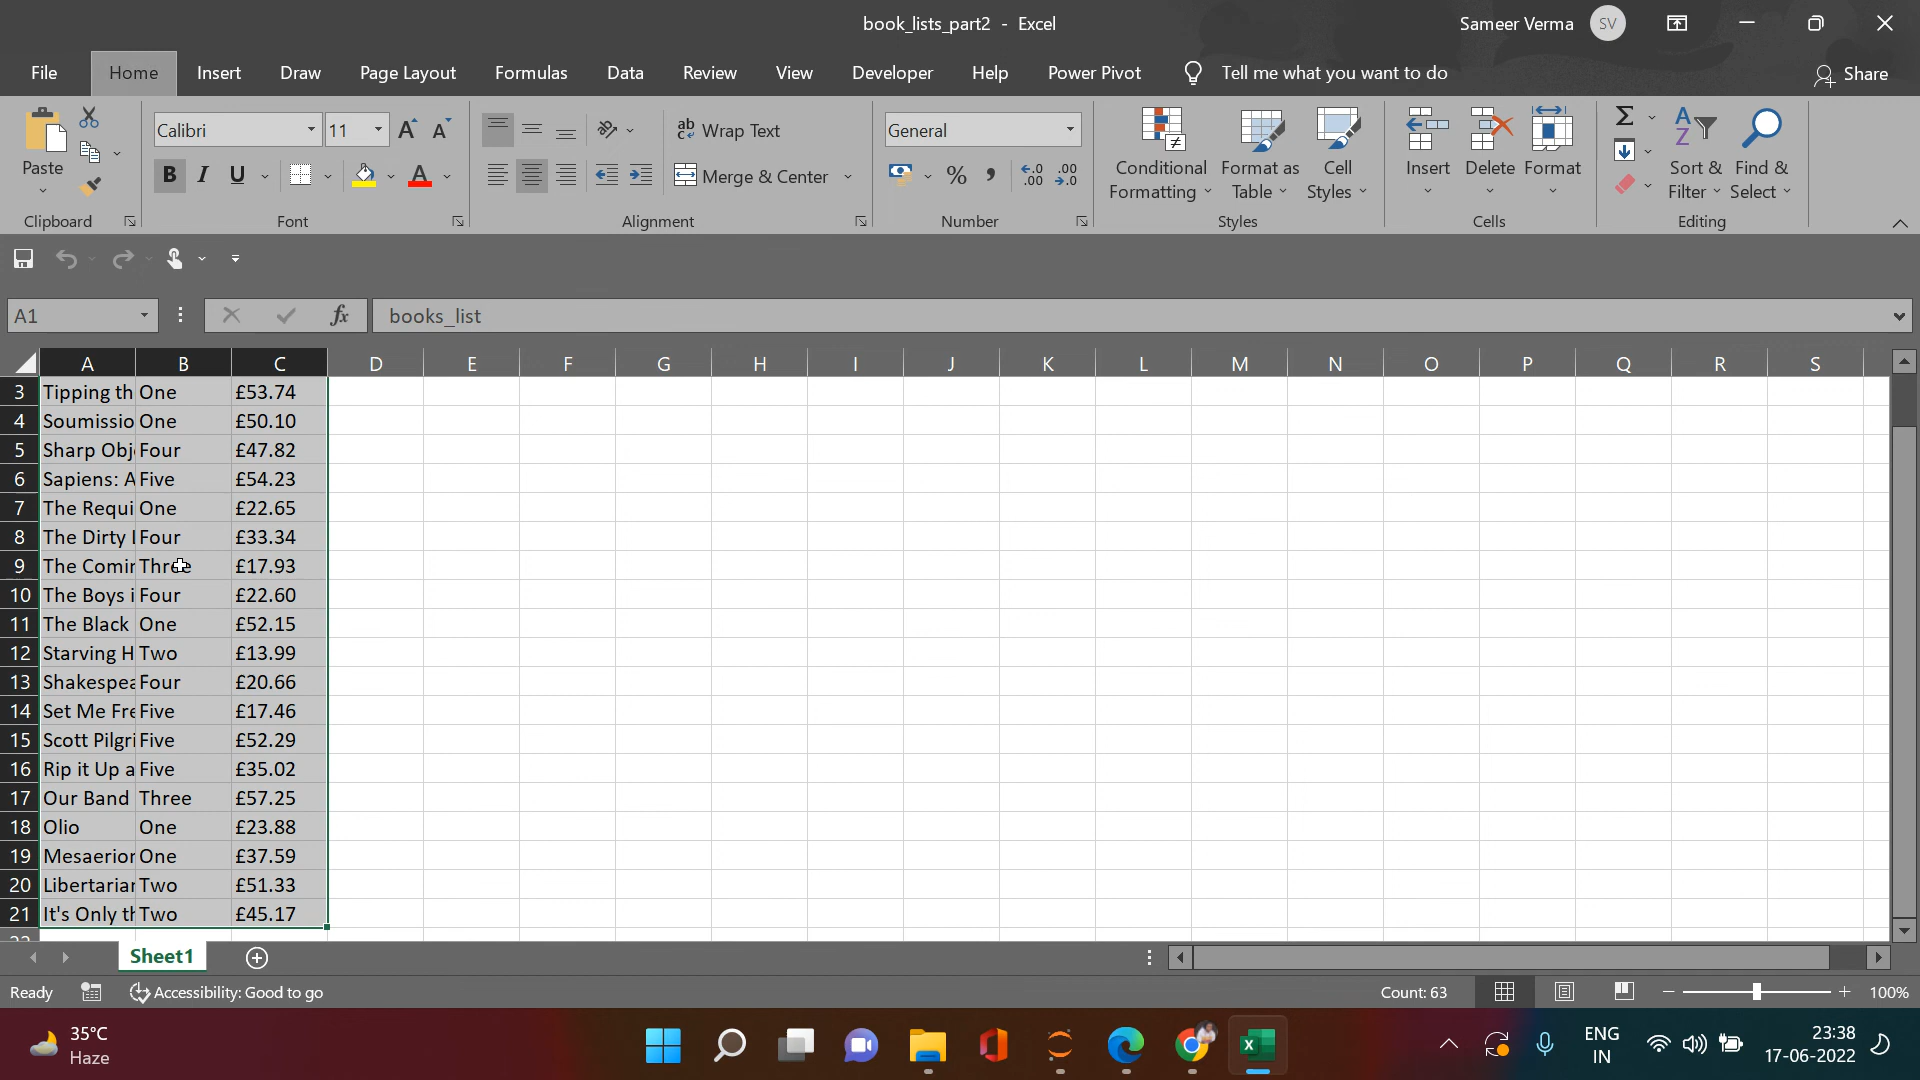 book_lists_part2 - Excel
Sameer Verma SV
File Home Insert Draw Page Layout Formulas Data Review View Developer Help Power Pivot Tell me what you want to do Share
Paste
Clipboard
Calibri 11
B I U
Font
Wrap Text
Merge & Center
Alignment
General
% , .00 .0
Number
Conditional Formatting
Format as Table
Cell Styles
Styles
Insert Delete Format
Cells
Sort & Filter
Find & Select
Editing
A1 fx books_list
A B C D E F G H I J K L M N O P Q R S
3 Tipping th One £53.74
4 Soumissio One £50.10
5 Sharp Obj Four £47.82
6 Sapiens: A Five £54.23
7 The Requi One £22.65
8 The Dirty Four £33.34
9 The Comin Three £17.93
10 The Boys i Four £22.60
11 The Black One £52.15
12 Starving H Two £13.99
13 Shakespea Four £20.66
14 Set Me Fre Five £17.46
15 Scott Pilgri Five £52.29
16 Rip it Up a Five £35.02
17 Our Band Three £57.25
18 Olio One £23.88
19 Mesaerion One £37.59
20 Libertarian Two £51.33
21 It's Only th Two £45.17
Sheet1
Ready Accessibility: Good to go Count: 63 100%
35°C
Haze
ENG
IN
23:38
17-06-2022